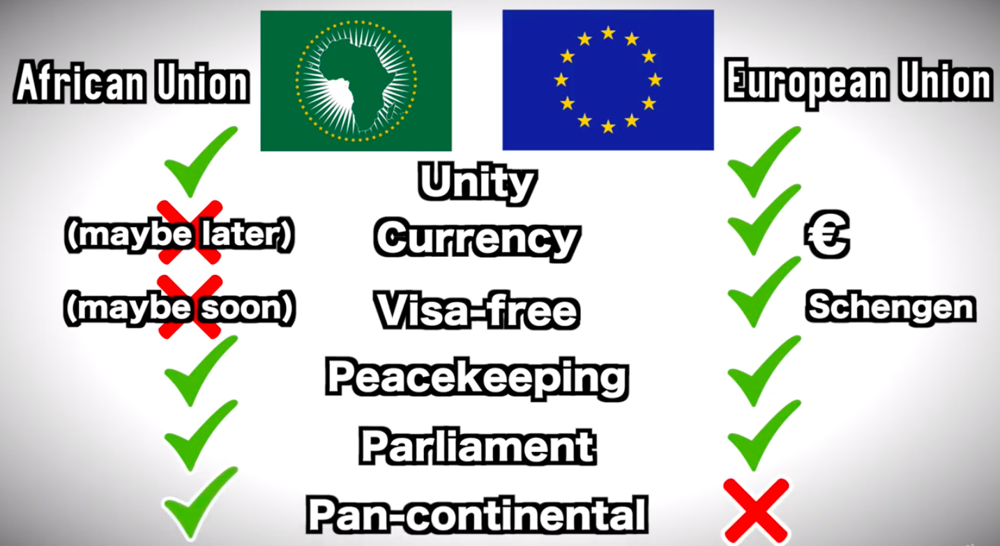 African Union
European Union
Unity
(maybe later)
Currency
€
(maybe soon)
Visa-free
Schengen
Peacekeeping
Parliament
Pan-continental